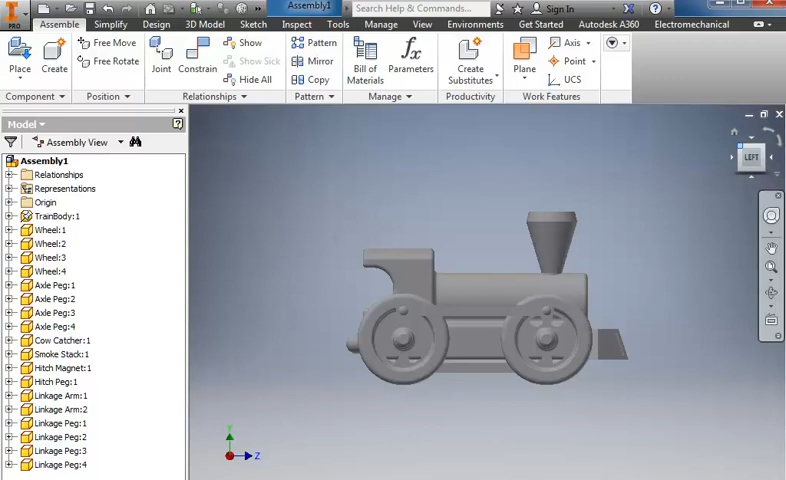 Assembly1
Search Help & Commands...
Sign In
PRO
Assemble Simplify Design 3D Model Sketch Inspect Tools Manage View Environments Get Started Autodesk A360 Electromechanical
Place
Create
Free Move
Free Rotate
Joint
Constrain
Show
Show Sick
Hide All
Pattern
Mirror
Copy
Bill of
Materials
fx
Parameters
Create
Substitutes
Plane
Axis
Point
UCS
Component Position Relationships Pattern Manage Productivity Work Features
Model
Assembly View
Assembly1
Relationships
Representations
Origin
TrainBody:1
Wheel:1
Wheel:2
Wheel:3
Wheel:4
Axle Peg:1
Axle Peg:2
Axle Peg:3
Axle Peg:4
Cow Catcher:1
Smoke Stack:1
Hitch Magnet:1
Hitch Peg:1
Linkage Arm:1
Linkage Arm:2
Linkage Peg:1
Linkage Peg:2
Linkage Peg:3
Linkage Peg:4
LEFT
Y
Z